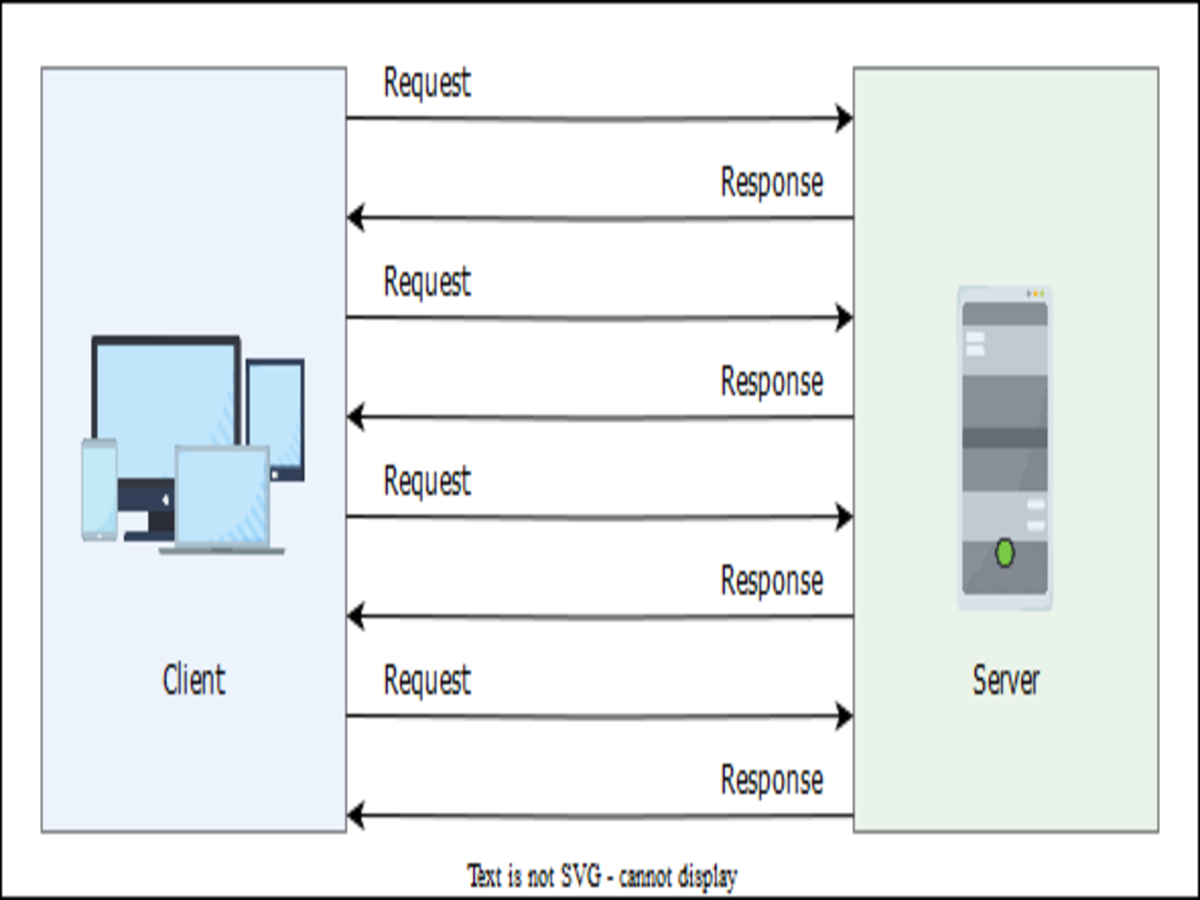 Request
Response
Request
Response
Request
Response
Client
Request
Server
Response
Text is not SVG - cannot display